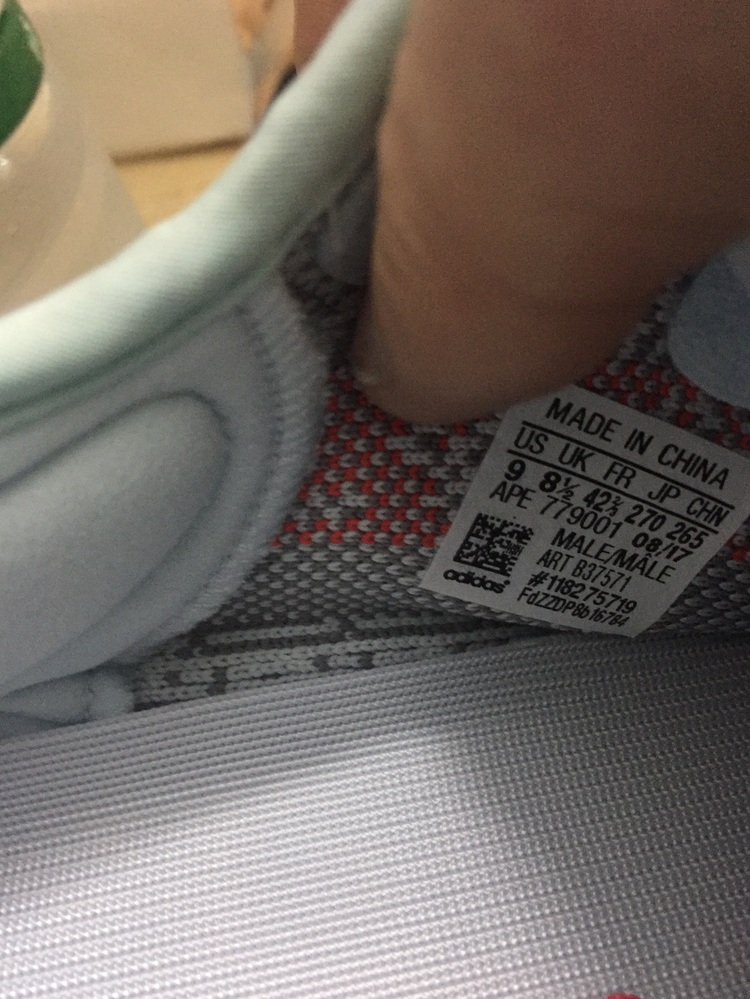 MADE IN CHINA
US UK FR JP CHN
9 8½ 42⅔ 270 265
APE 779001 08/17
MALE/MALE
ART B37571
#118275719
FdZZDP8b16784
adidas